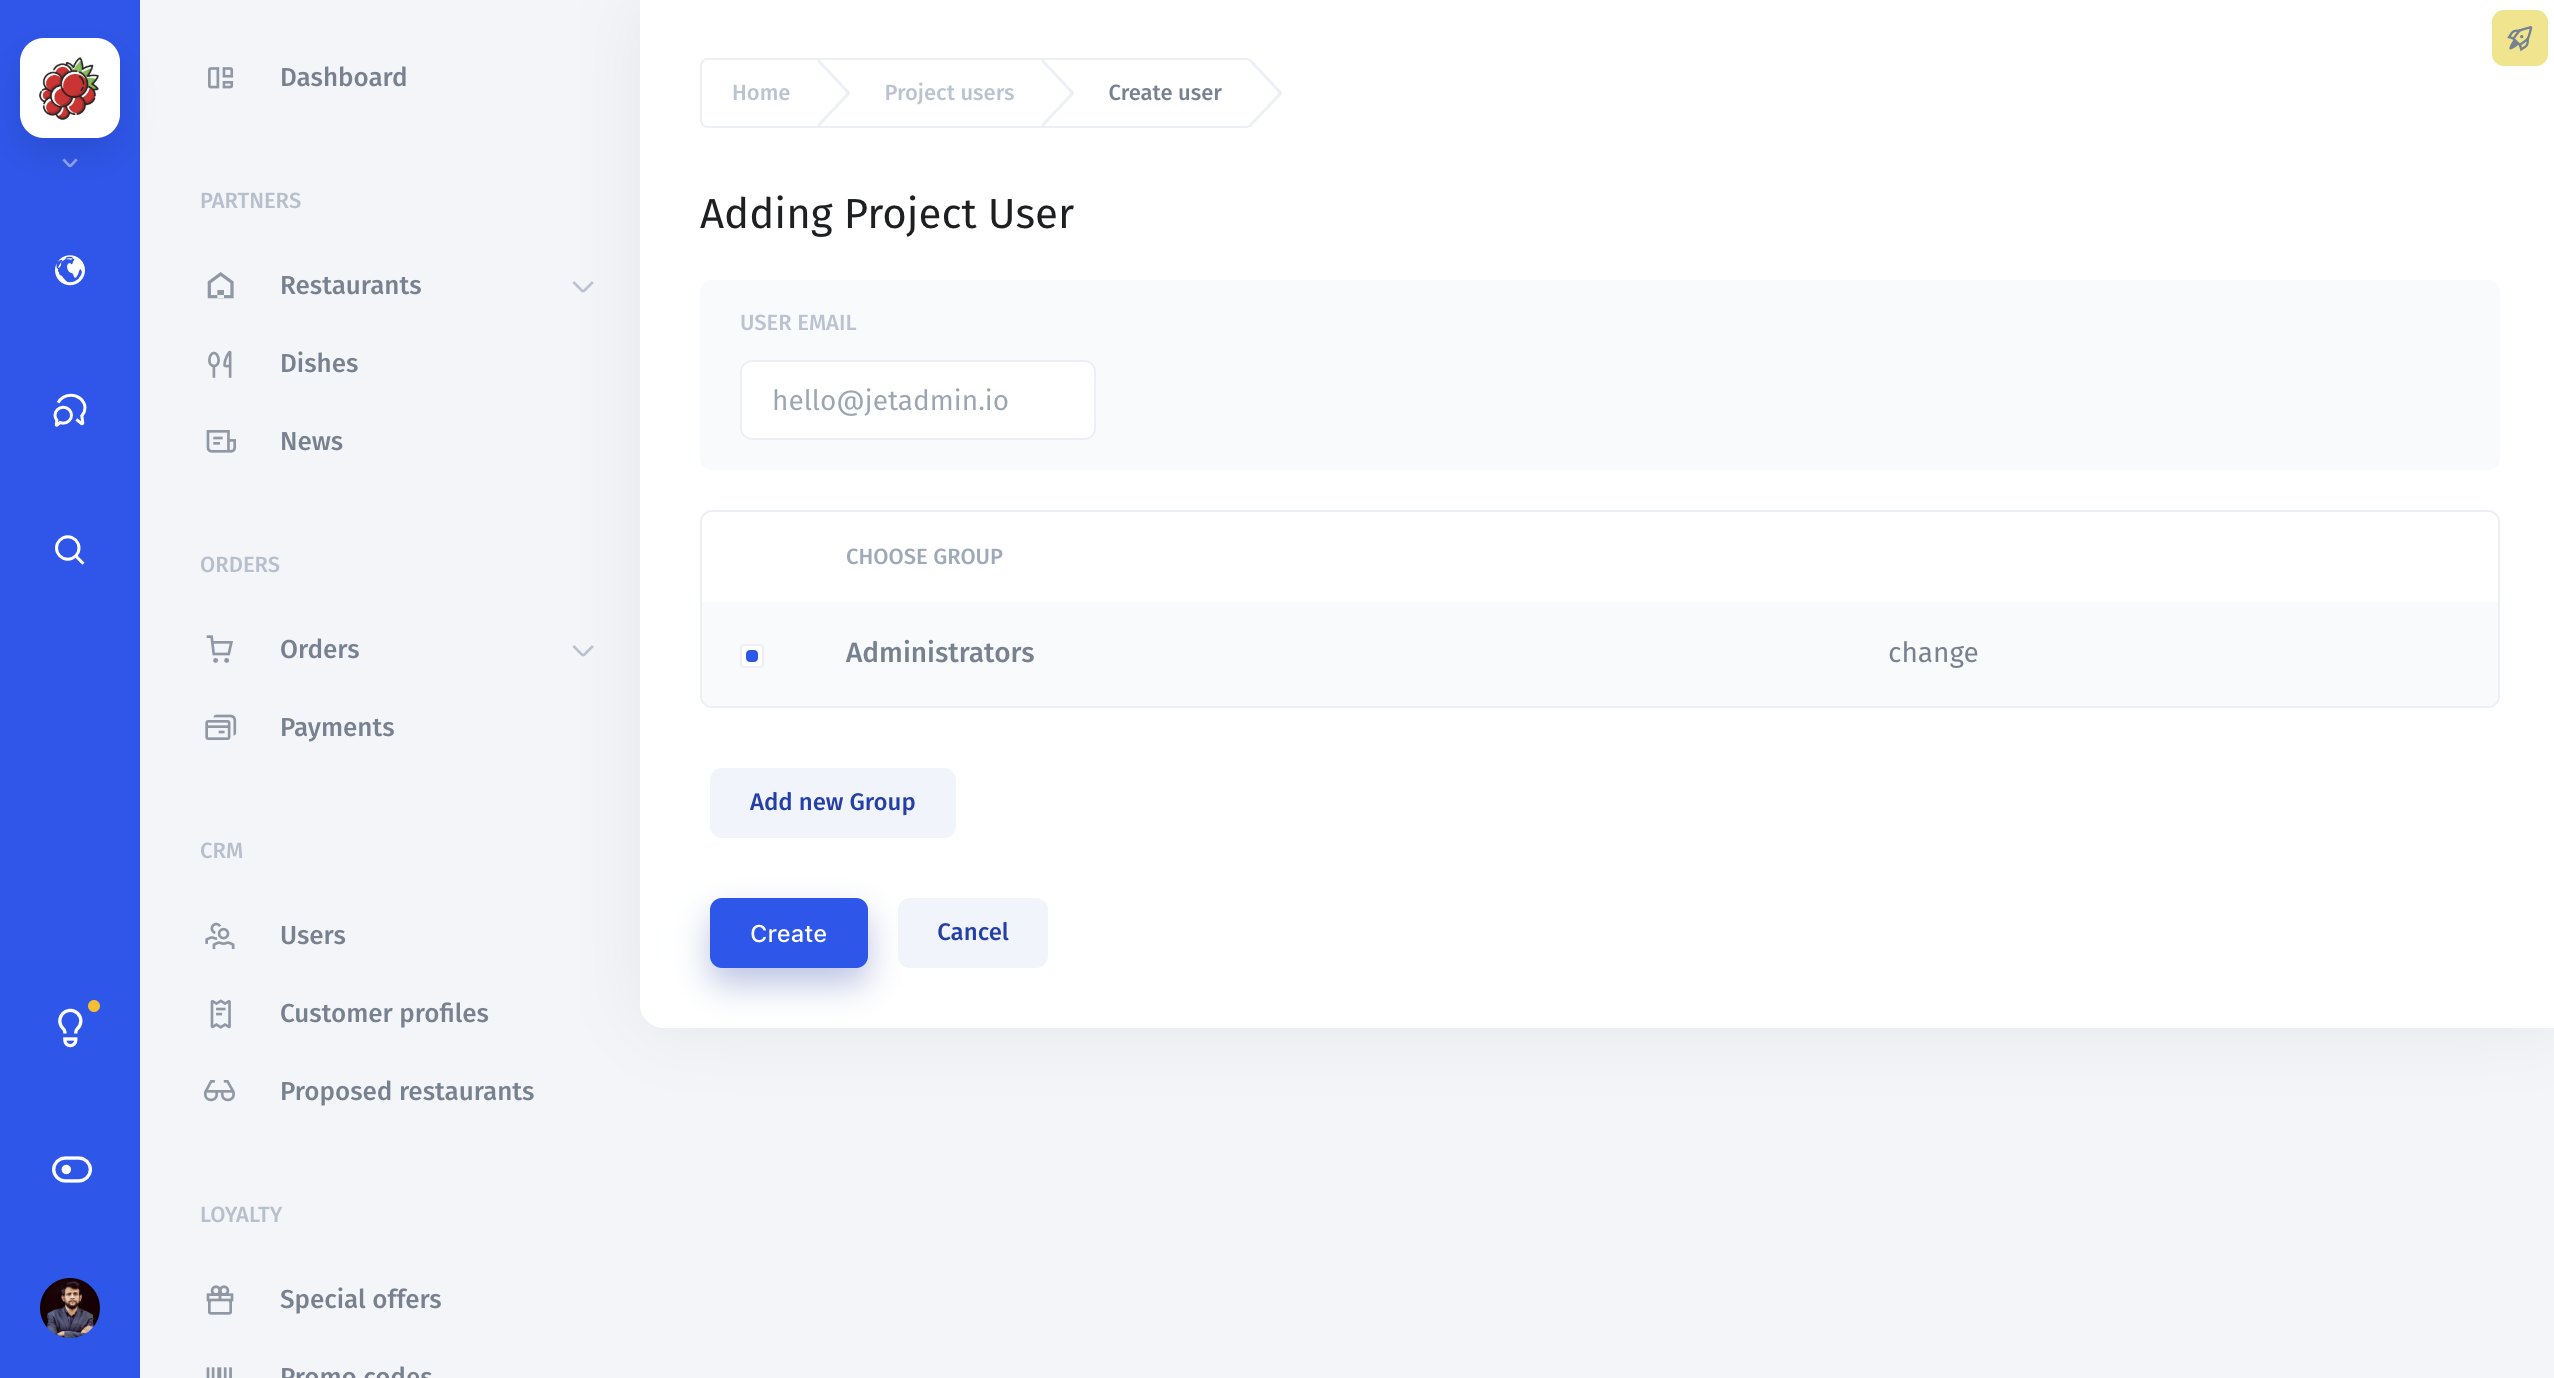 Dashboard
PARTNERS
Restaurants
Dishes
News
ORDERS
Orders
Payments
CRM
Users
Customer profiles
Proposed restaurants
LOYALTY
Special offers
Promo codes
Home
Project users
Create user
Adding Project User
USER EMAIL
hello@jetadmin.io
CHOOSE GROUP
Administrators
change
Add new Group
Create
Cancel